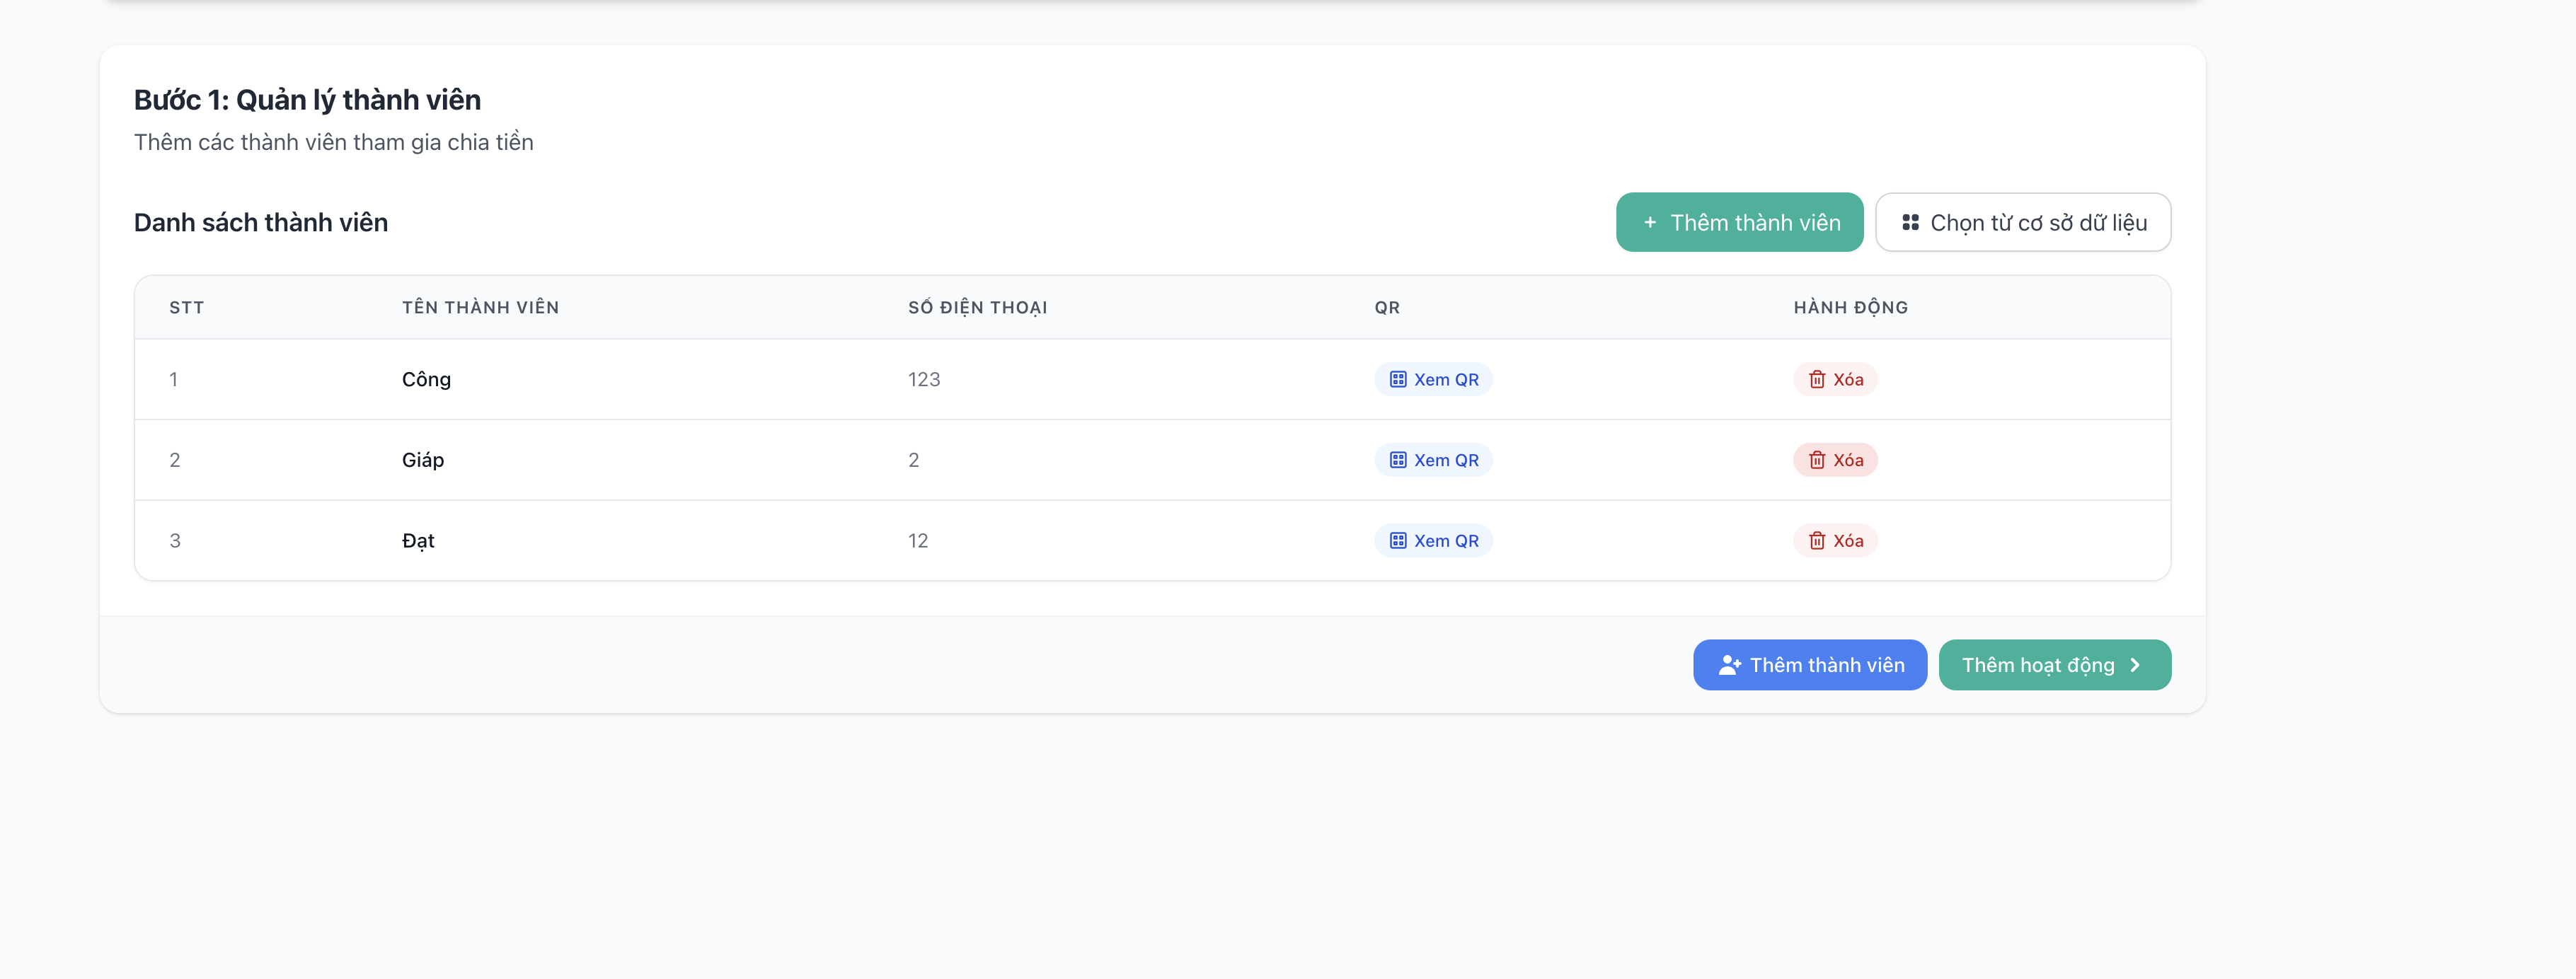 Bước 1: Quản lý thành viên
Thêm các thành viên tham gia chia tiền
Danh sách thành viên
+ Thêm thành viên
Chọn từ cơ sở dữ liệu
STT TÊN THÀNH VIÊN SỐ ĐIỆN THOẠI QR HÀNH ĐỘNG
1 Công 123 Xem QR Xóa
2 Giáp 2 Xem QR Xóa
3 Đạt 12 Xem QR Xóa
Thêm thành viên
Thêm hoạt động